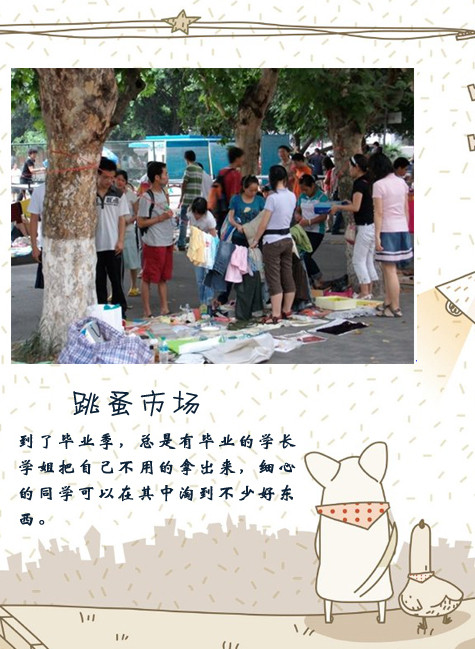 跳蚤市场
到了毕业季，总是有毕业的学长
学姐把自己不用的拿出来，细心
的同学可以在其中淘到不少好东
西。